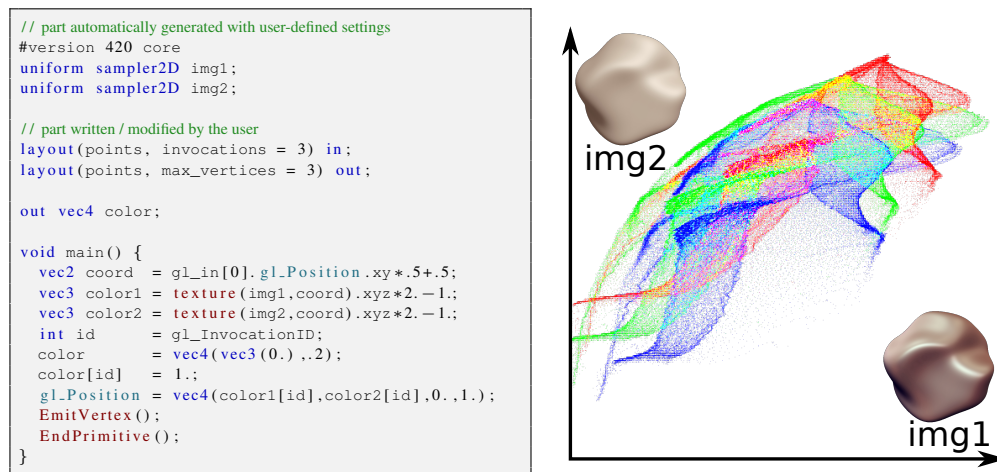 // part automatically generated with user-defined settings
#version 420 core
uniform sampler2D img1;
uniform sampler2D img2;
// part written / modified by the user
layout(points, invocations = 3) in;
layout(points, max_vertices = 3) out;
out vec4 color;
void main() {
vec2 coord = gl_in[0].gl_Position.xy*.5+.5;
vec3 color1 = texture(img1,coord).xyz*2.-1.;
vec3 color2 = texture(img2,coord).xyz*2.-1.;
int id = gl_InvocationID;
color = vec4(vec3(0.),.2);
color[id] = 1.;
gl_Position = vec4(color1[id],color2[id],0.,1.);
EmitVertex();
EndPrimitive();
}
img2
img1